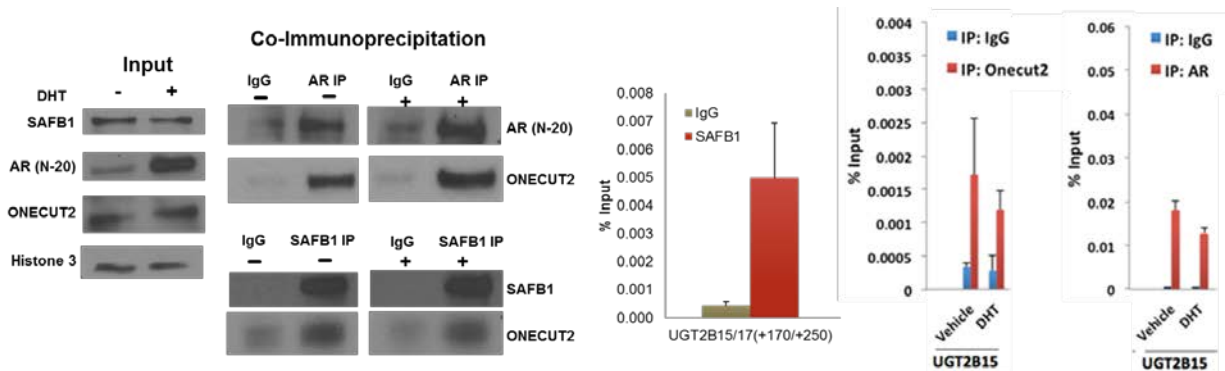 Co-Immunoprecipitation
Input
DHT - +
SAFB1
AR (N-20)
ONECUT2
Histone 3
IgG AR IP IgG AR IP
– – + +
AR (N-20)
ONECUT2
IgG SAFB1 IP IgG SAFB1 IP
– – + +
SAFB1
ONECUT2
0.008
0.007
0.006
0.005
0.004
0.003
0.002
0.001
0.000
% Input
IgG
SAFB1
UGT2B15/17(+170/+250)
0.004
0.0035
0.003
0.0025
0.002
0.0015
0.001
0.0005
0
% Input
IP: IgG
IP: Onecut2
Vehicle
DHT
UGT2B15
0.06
0.05
0.04
0.03
0.02
0.01
0
% Input
IP: IgG
IP: AR
Vehicle
DHT
UGT2B15